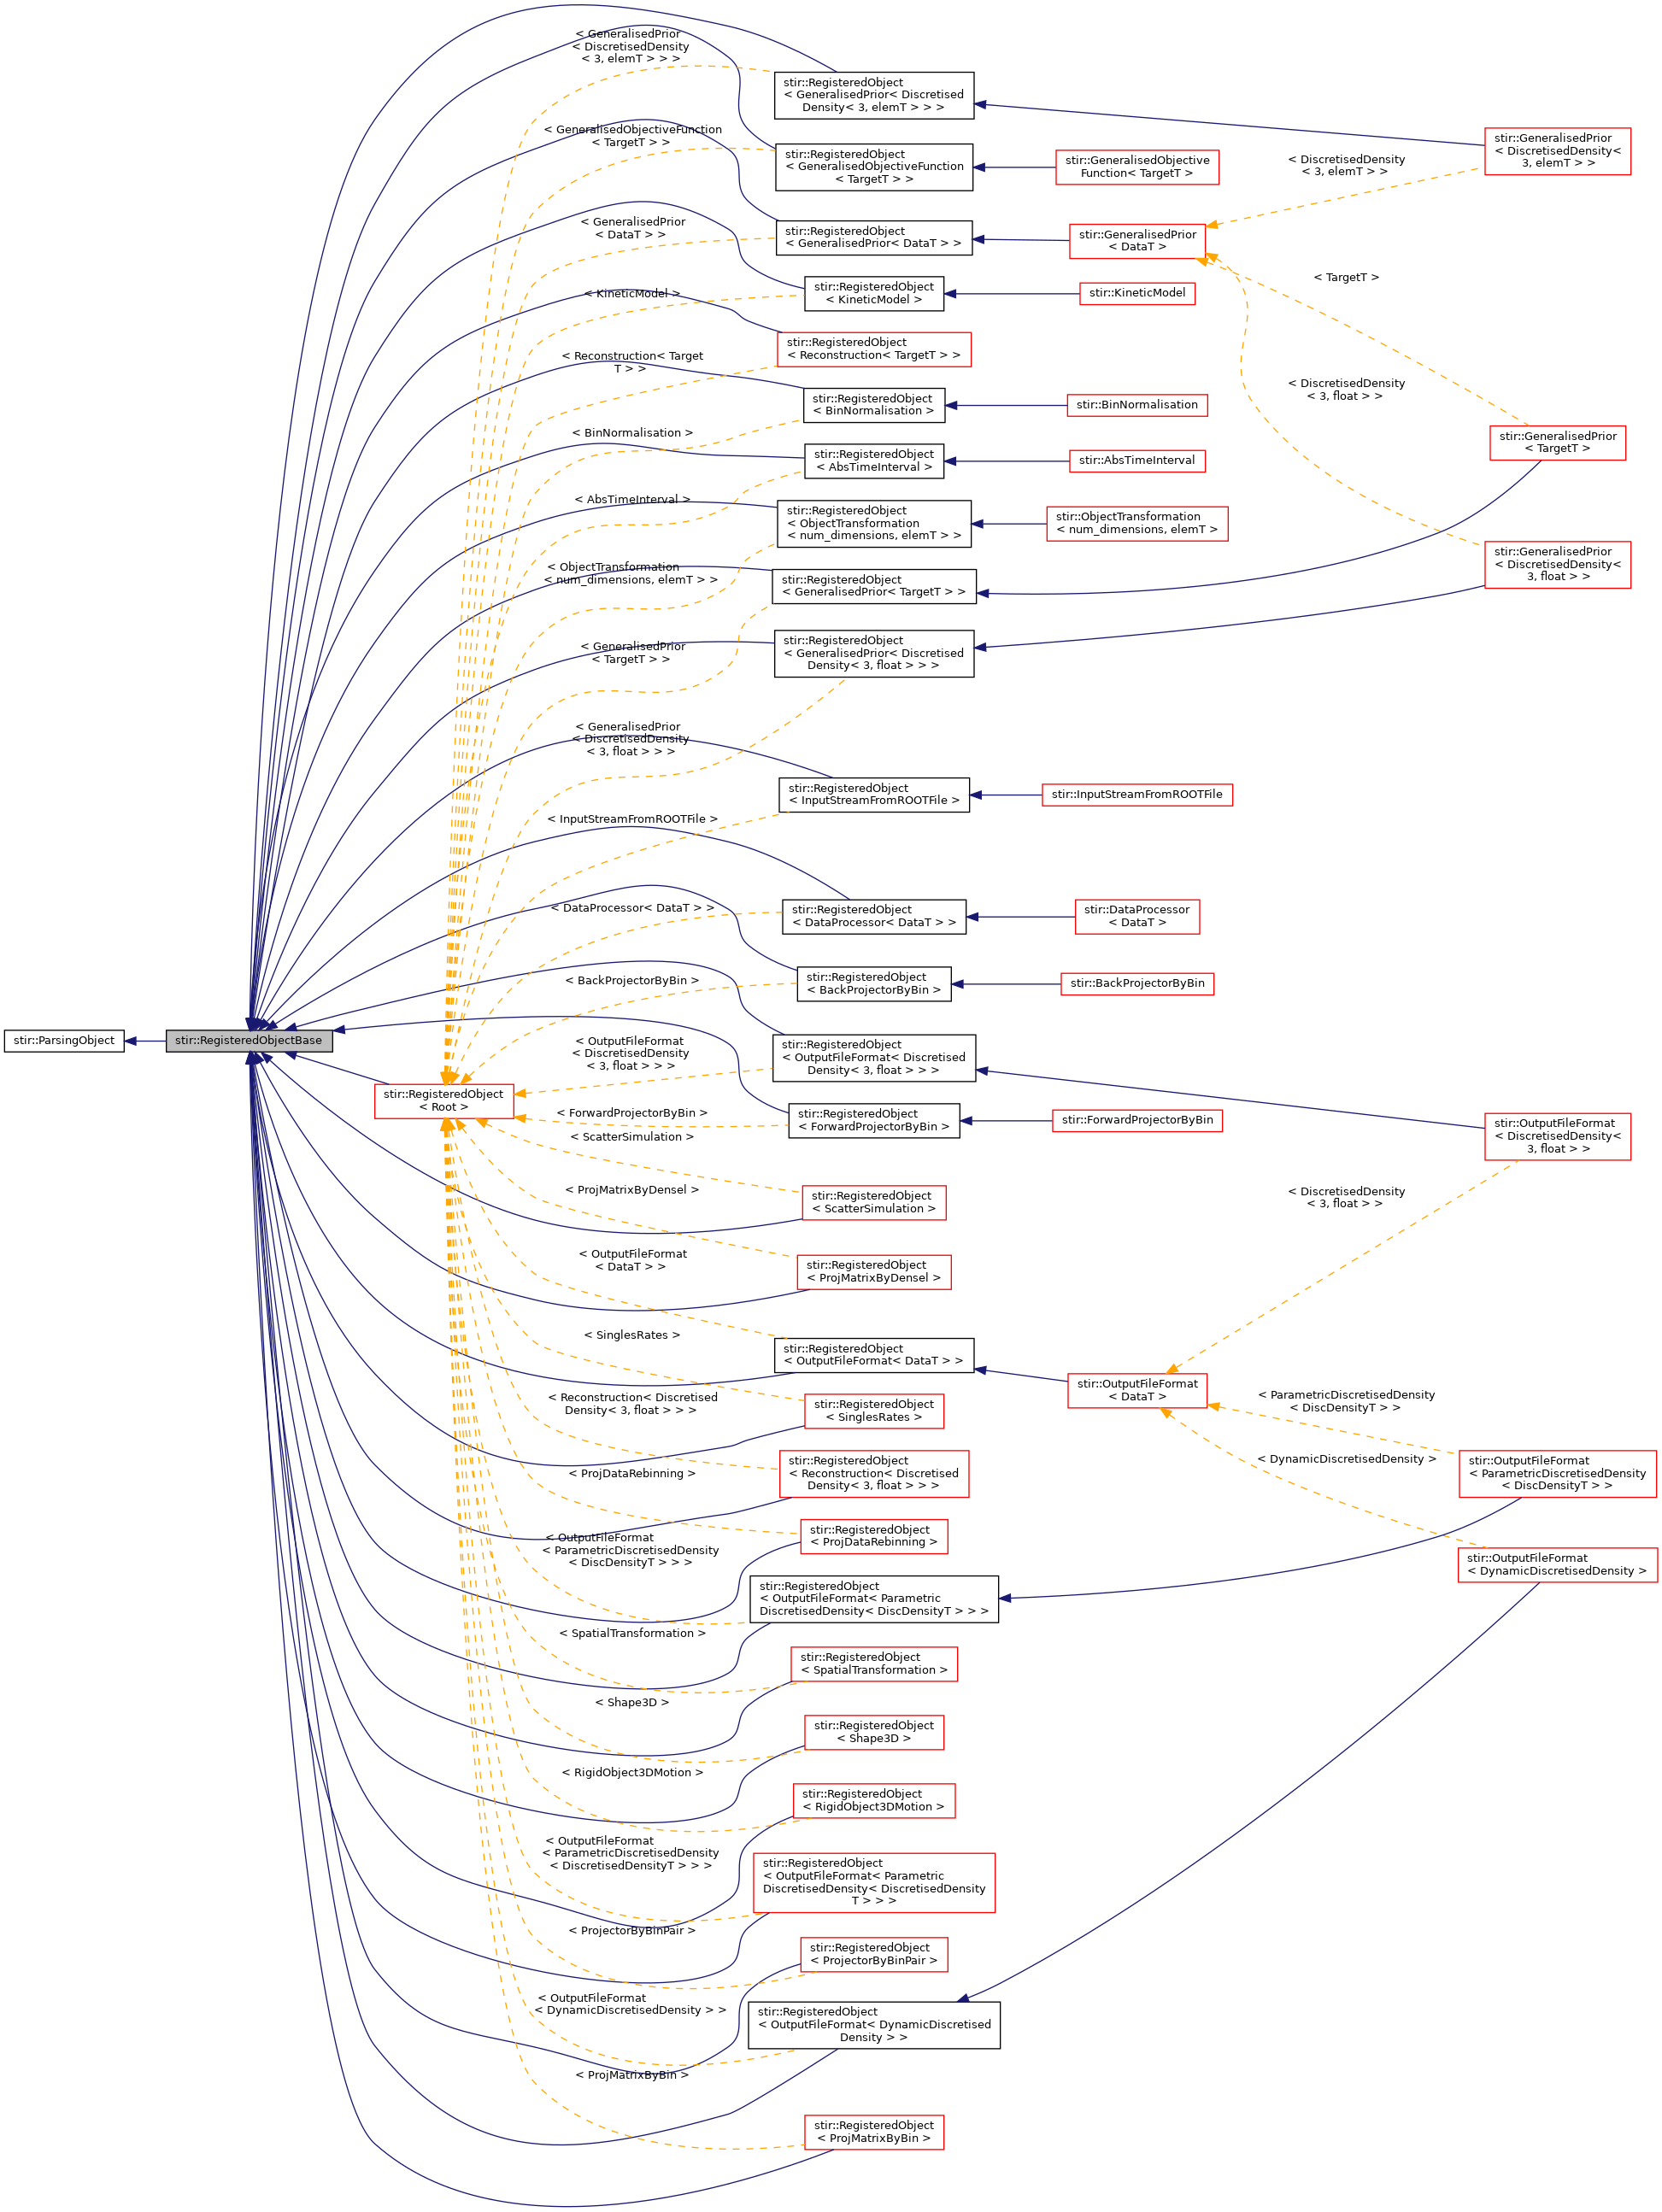 stir::ParsingObject
stir::RegisteredObjectBase
stir::RegisteredObject
< Root >
< GeneralisedPrior
< DiscretisedDensity
< 3, elemT > > >
< GeneralisedObjectiveFunction
< TargetT > >
< GeneralisedPrior
< DataT > >
< KineticModel >
< Reconstruction< Target
T > >
< BinNormalisation >
< AbsTimeInterval >
< ObjectTransformation
< num_dimensions, elemT > >
< GeneralisedPrior
< TargetT > >
< GeneralisedPrior
< DiscretisedDensity
< 3, float > > >
< InputStreamFromROOTFile >
< DataProcessor< DataT > >
< BackProjectorByBin >
< OutputFileFormat
< DiscretisedDensity
< 3, float > > >
< ForwardProjectorByBin >
< ScatterSimulation >
< ProjMatrixByDensel >
< OutputFileFormat
< DataT > >
< SinglesRates >
< Reconstruction< Discretised
Density< 3, float > > >
< ProjDataRebinning >
< OutputFileFormat
< ParametricDiscretisedDensity
< DiscDensityT > > >
< SpatialTransformation >
< Shape3D >
< RigidObject3DMotion >
< OutputFileFormat
< ParametricDiscretisedDensity
< DiscretisedDensityT > > >
< ProjectorByBinPair >
< OutputFileFormat
< DynamicDiscretisedDensity > >
< ProjMatrixByBin >
stir::RegisteredObject
< GeneralisedPrior< Discretised
Density< 3, elemT > > >
stir::RegisteredObject
< GeneralisedObjectiveFunction
< TargetT > >
stir::RegisteredObject
< GeneralisedPrior< DataT > >
stir::RegisteredObject
< KineticModel >
stir::RegisteredObject
< Reconstruction< TargetT > >
stir::RegisteredObject
< BinNormalisation >
stir::RegisteredObject
< AbsTimeInterval >
stir::RegisteredObject
< ObjectTransformation
< num_dimensions, elemT > >
stir::RegisteredObject
< GeneralisedPrior< TargetT > >
stir::RegisteredObject
< GeneralisedPrior< Discretised
Density< 3, float > > >
stir::RegisteredObject
< InputStreamFromROOTFile >
stir::RegisteredObject
< DataProcessor< DataT > >
stir::RegisteredObject
< BackProjectorByBin >
stir::RegisteredObject
< OutputFileFormat< Discretised
Density< 3, float > > >
stir::RegisteredObject
< ForwardProjectorByBin >
stir::RegisteredObject
< ScatterSimulation >
stir::RegisteredObject
< ProjMatrixByDensel >
stir::RegisteredObject
< OutputFileFormat< DataT > >
stir::RegisteredObject
< SinglesRates >
stir::RegisteredObject
< Reconstruction< Discretised
Density< 3, float > > >
stir::RegisteredObject
< ProjDataRebinning >
stir::RegisteredObject
< OutputFileFormat< Parametric
DiscretisedDensity< DiscDensityT > > >
stir::RegisteredObject
< SpatialTransformation >
stir::RegisteredObject
< Shape3D >
stir::RegisteredObject
< RigidObject3DMotion >
stir::RegisteredObject
< OutputFileFormat< Parametric
DiscretisedDensity< DiscretisedDensity
T > > >
stir::RegisteredObject
< ProjectorByBinPair >
stir::RegisteredObject
< OutputFileFormat< DynamicDiscretised
Density > >
stir::RegisteredObject
< ProjMatrixByBin >
stir::GeneralisedObjective
Function< TargetT >
stir::GeneralisedPrior
< DataT >
stir::KineticModel
stir::BinNormalisation
stir::AbsTimeInterval
stir::ObjectTransformation
< num_dimensions, elemT >
stir::InputStreamFromROOTFile
stir::DataProcessor
< DataT >
stir::BackProjectorByBin
stir::ForwardProjectorByBin
stir::OutputFileFormat
< DataT >
< DiscretisedDensity
< 3, elemT > >
< TargetT >
< DiscretisedDensity
< 3, float > >
< DiscretisedDensity
< 3, float > >
< ParametricDiscretisedDensity
< DiscDensityT > >
< DynamicDiscretisedDensity >
stir::GeneralisedPrior
< DiscretisedDensity<
3, elemT > >
stir::GeneralisedPrior
< TargetT >
stir::GeneralisedPrior
< DiscretisedDensity<
3, float > >
stir::OutputFileFormat
< DiscretisedDensity<
3, float > >
stir::OutputFileFormat
< ParametricDiscretisedDensity
< DiscDensityT > >
stir::OutputFileFormat
< DynamicDiscretisedDensity >